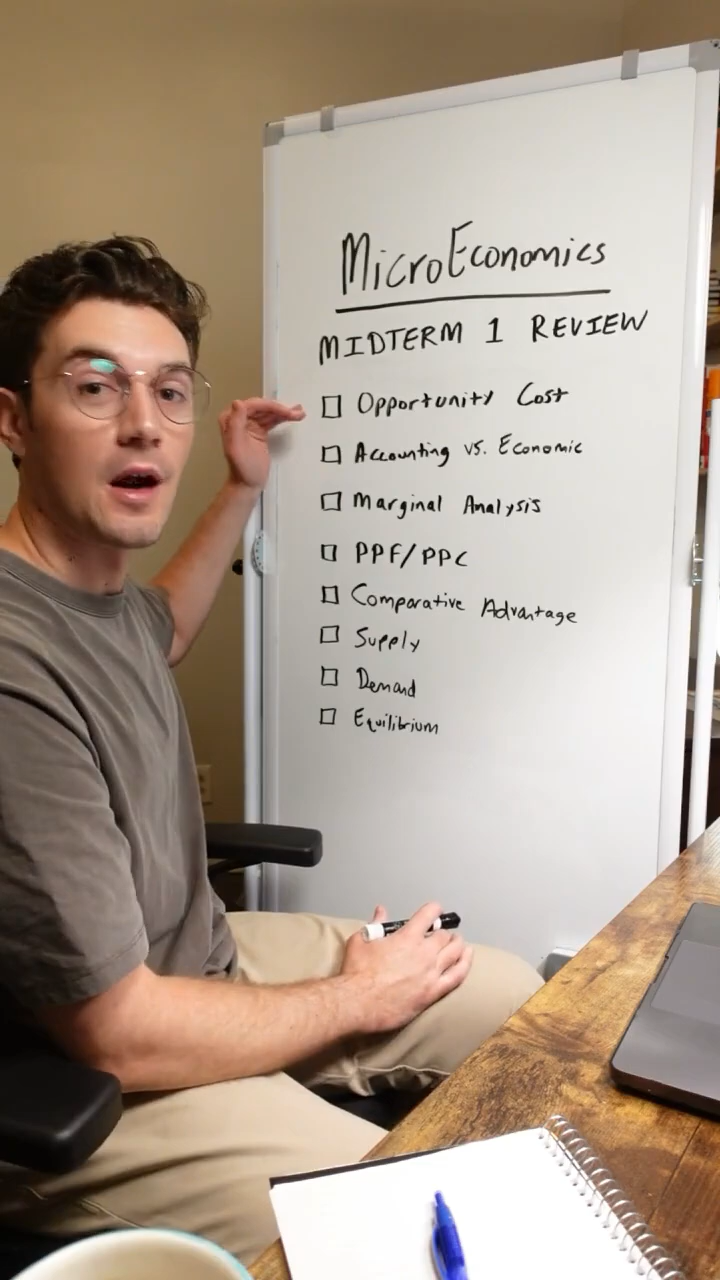 MicroEconomics
MIDTERM 1 REVIEW
Opportunity Cost
Accounting vs. Economic
Marginal Analysis
PPF/PPC
Comparative Advantage
Supply
Demand
Equilibrium